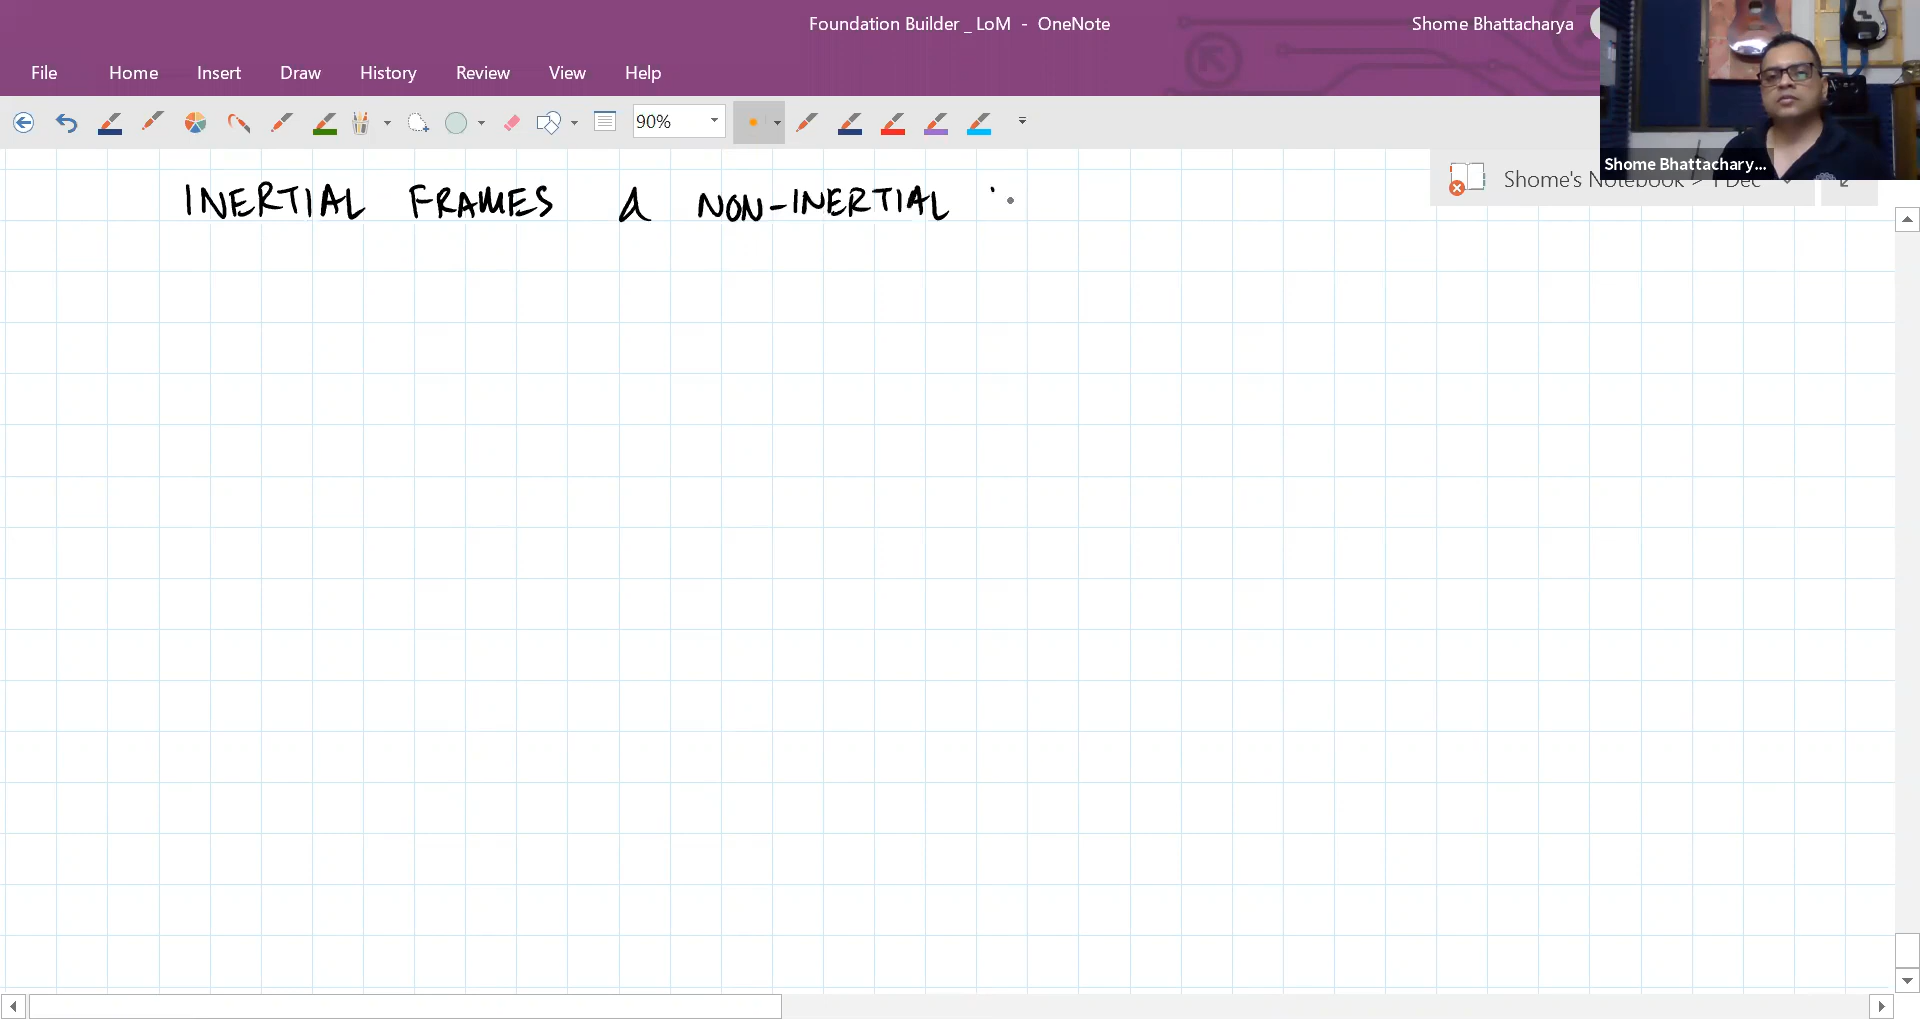 Foundation Builder _ LoM - OneNote
Shome Bhattacharya
File Home Insert Draw History Review View Help
90%
Shome Bhattachary...
Shome's Notebook >
INERTIAL FRAMES & NON-INERTIAL